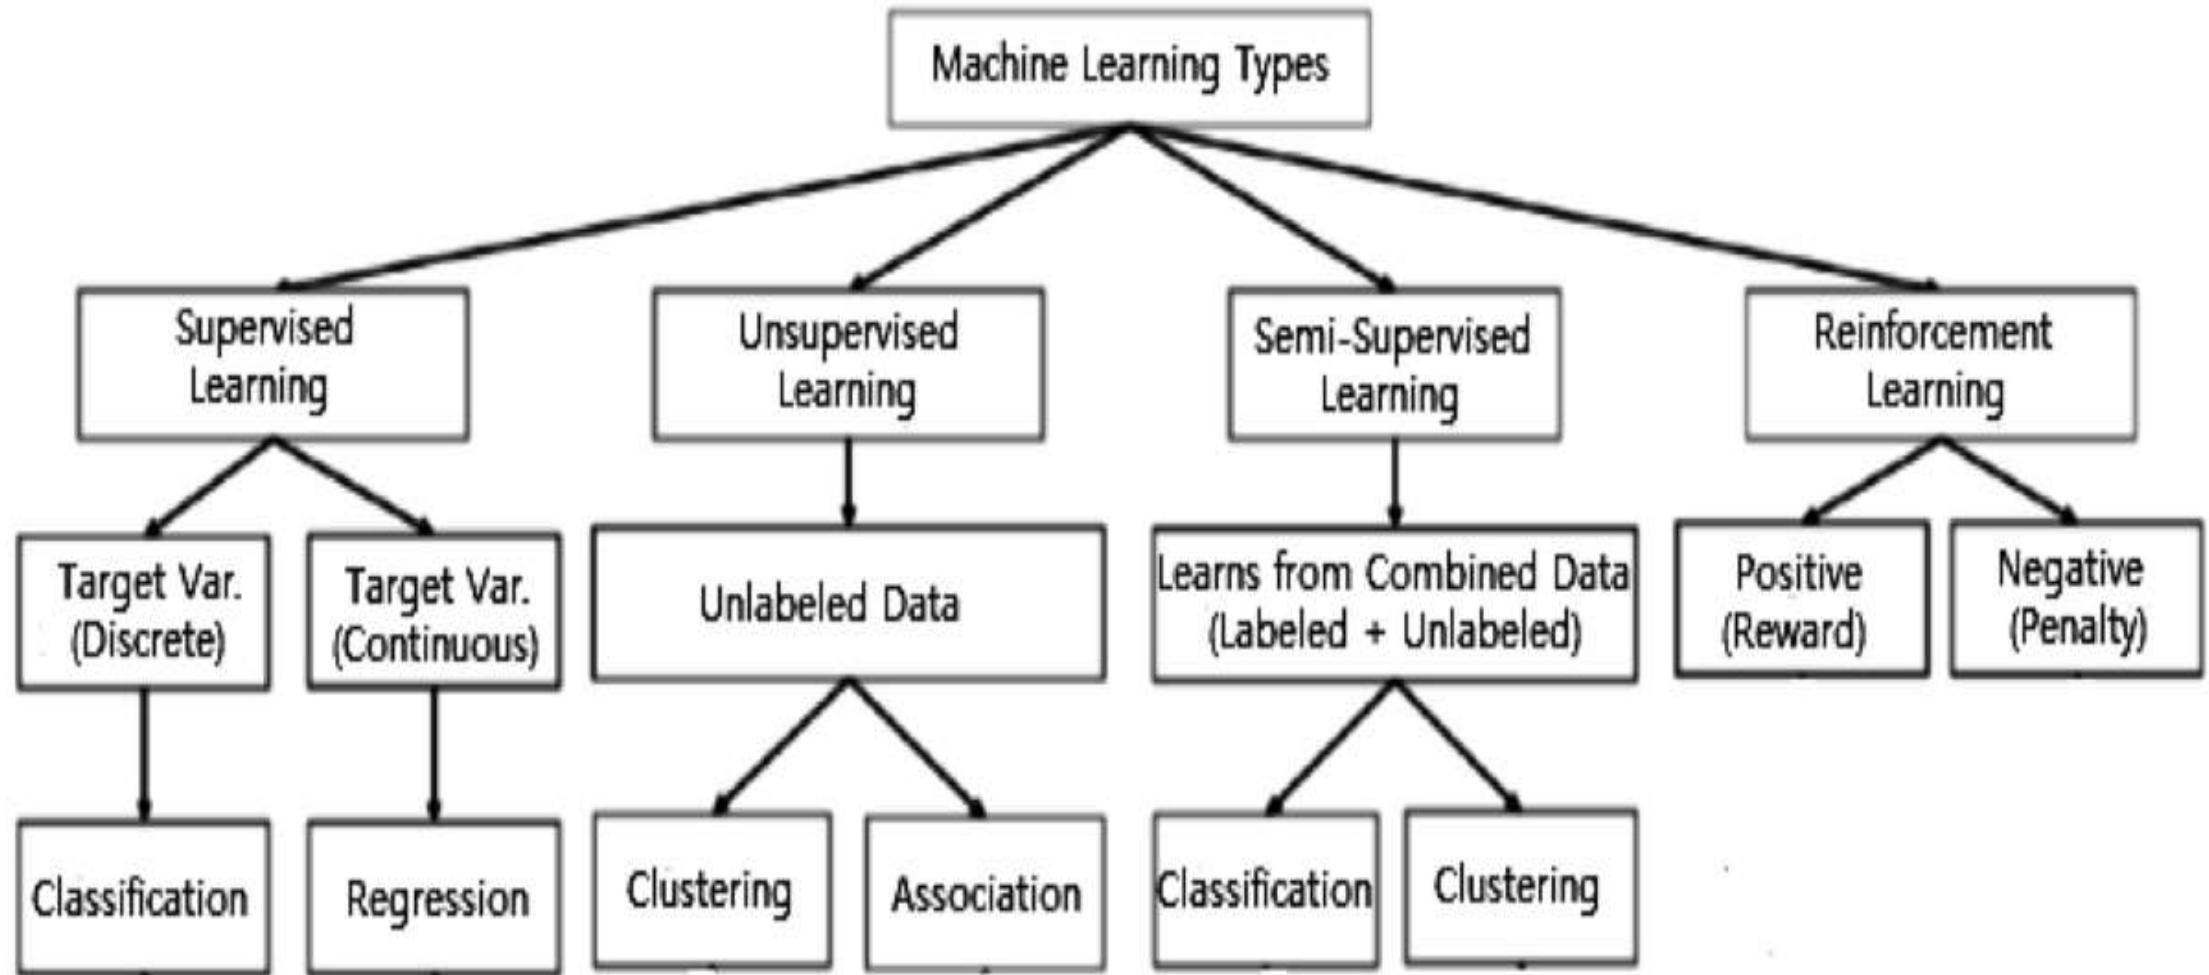 Machine Learning Types
Supervised
Learning
Unsupervised
Learning
Semi-Supervised
Learning
Reinforcement
Learning
Target Var.
(Discrete)
Target Var.
(Continuous)
Unlabeled Data
Learns from Combined Data
(Labeled + Unlabeled)
Positive
(Reward)
Negative
(Penalty)
Classification
Regression
Clustering
Association
Classification
Clustering